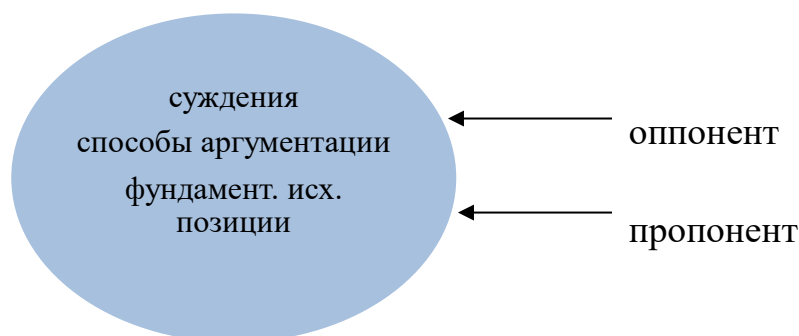 суждения
способы аргументации
фундамент. исх.
позиции
оппонент
пропонент